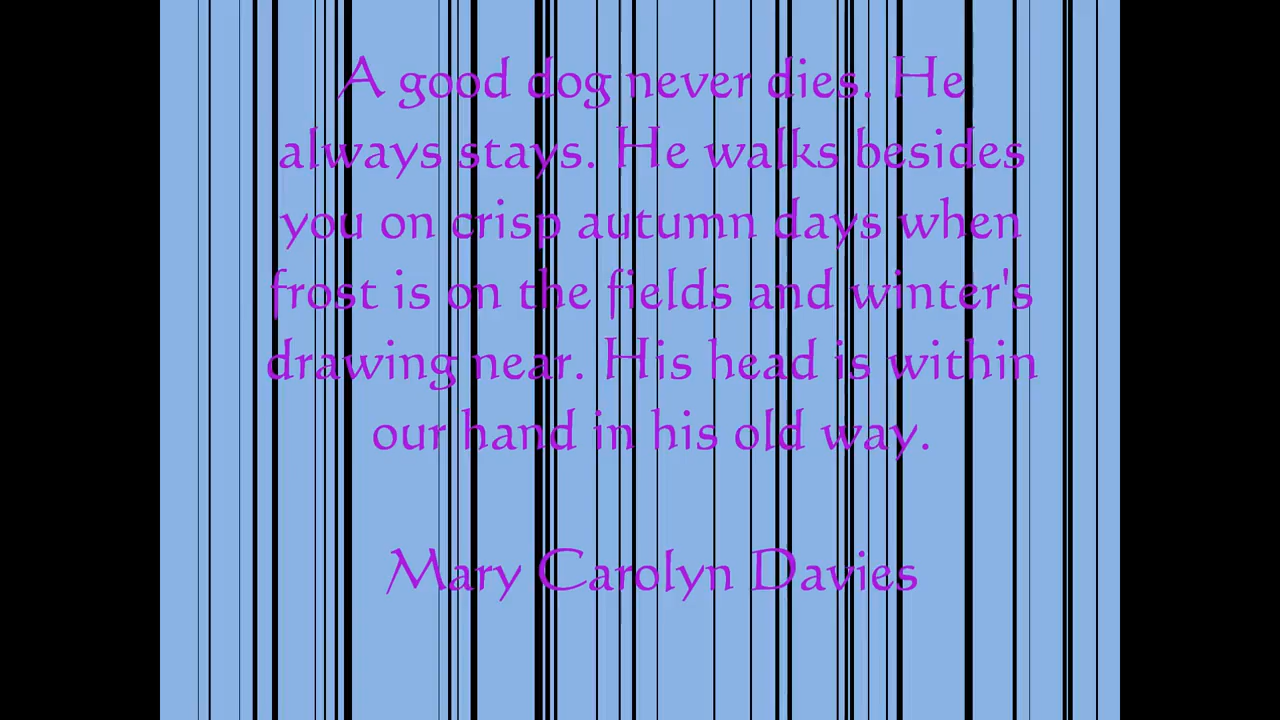 A good dog never dies. He
always stays. He walks besides
you on crisp autumn days when
frost is on the fields and winter's
drawing near. His head is within
our hand in his old way.
Mary Carolyn Davies